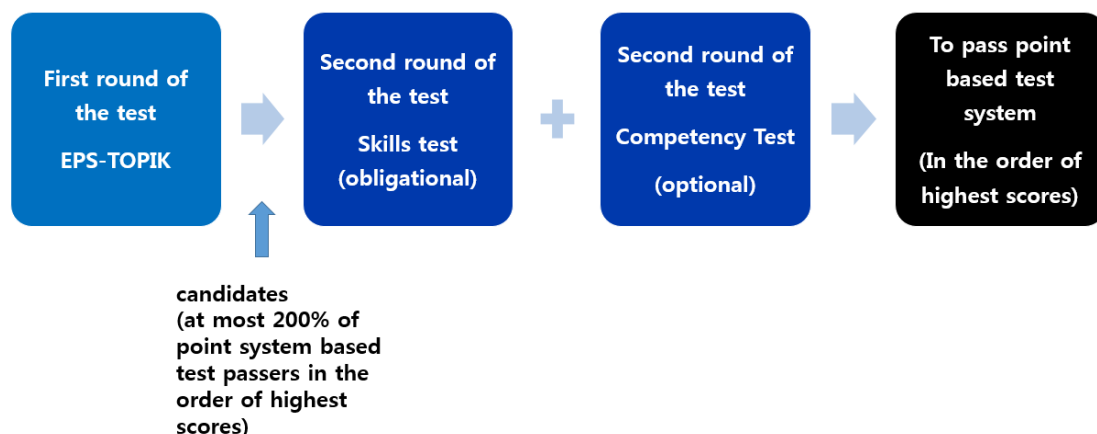 First round of
the test
EPS-TOPIK
Second round of
the test
Skills test
(obligational)
Second round of
the test
Competency Test
(optional)
To pass point
based test
system
(In the order of
highest scores)
candidates
(at most 200% of
point system based
test passers in the
order of highest
scores)